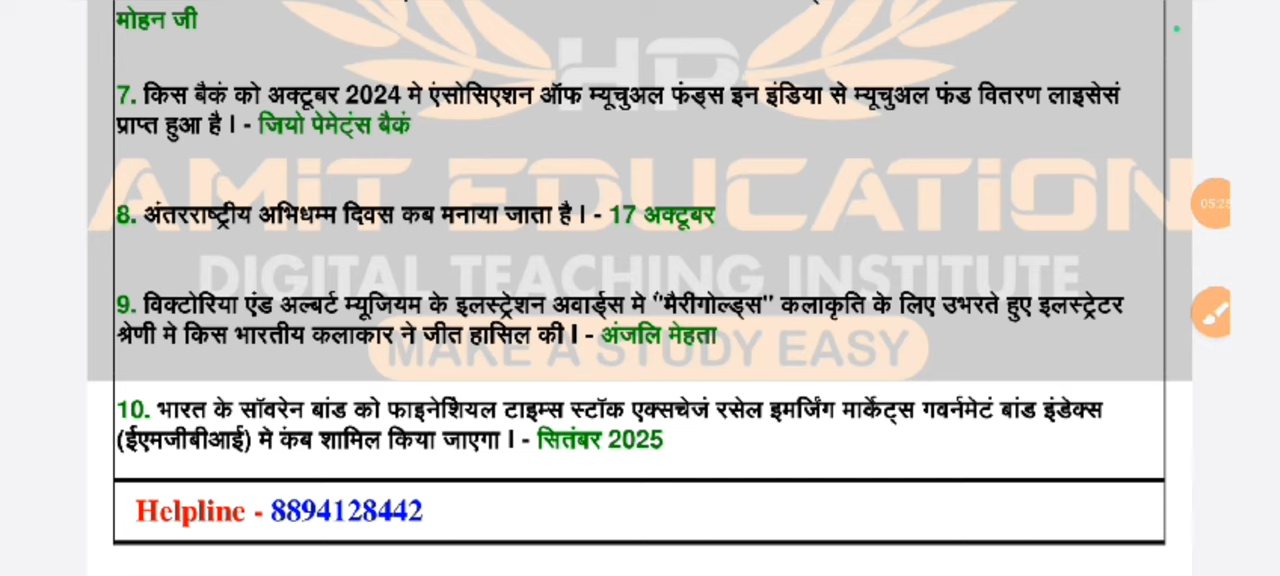 मोहन जी
7. किस बैकं को अक्टूबर 2024 मे एंसोसिएशन ऑफ म्यूचुअल फंड्स इन इंडिया से म्यूचुअल फंड वितरण लाइसेसं
प्राप्त हुआ है I - जियो पेमेट्ंस बैकं
8. अंतरराष्ट्रीय अभिधम्म दिवस कब मनाया जाता है I - 17 अक्टूबर
9. विक्टोरिया एंड अल्बर्ट म्यूजियम के इलस्ट्रेशन अवार्ड्स मे "मैरीगोल्ड्स" कलाकृति के लिए उभरते हुए इलस्ट्रेटर
श्रेणी मे किस भारतीय कलाकार ने जीत हासिल की I - अंजलि मेहता
10. भारत के सॉवरेन बांड को फाइनेशियल टाइम्स स्टॉक एक्सचेजं रसेल इमर्जिंग मार्केट्स गवर्नमेटं बांड इंडेक्स
(ईएमजीबीआई) मे कंब शामिल किया जाएगा I - सितंबर 2025
Helpline - 8894128442
HP
AMIT EDUCATION
DIGITAL TEACHING INSTITUTE
MAKE A STUDY EASY